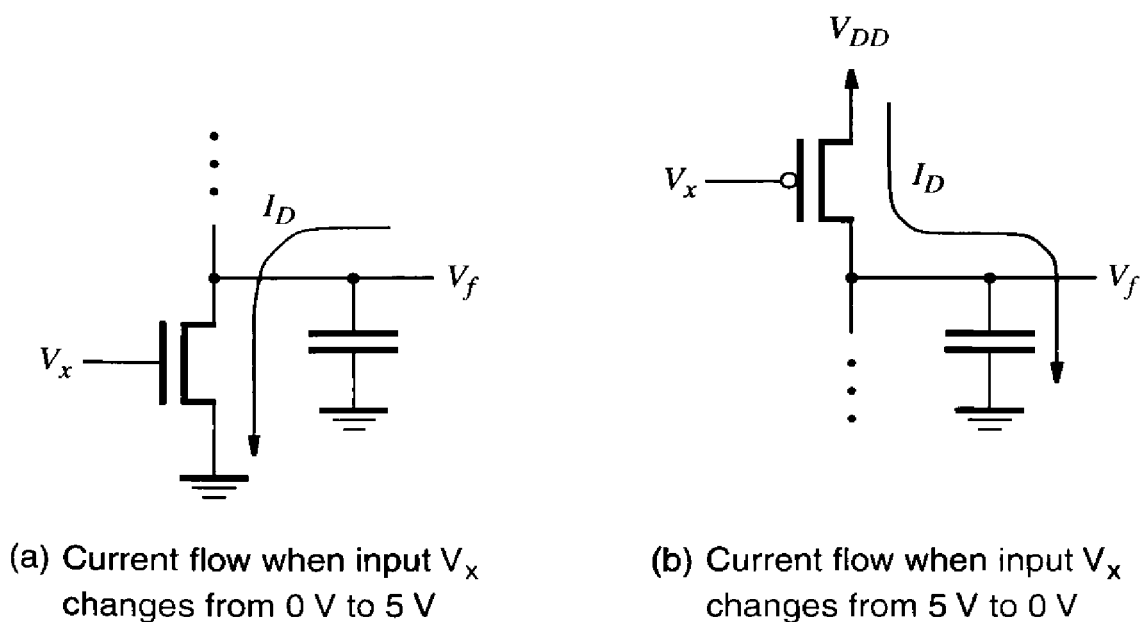 V_DD
V_x
I_D
V_f
I_D
V_x
V_f
(a) Current flow when input V_x
changes from 0 V to 5 V
(b) Current flow when input V_x
changes from 5 V to 0 V